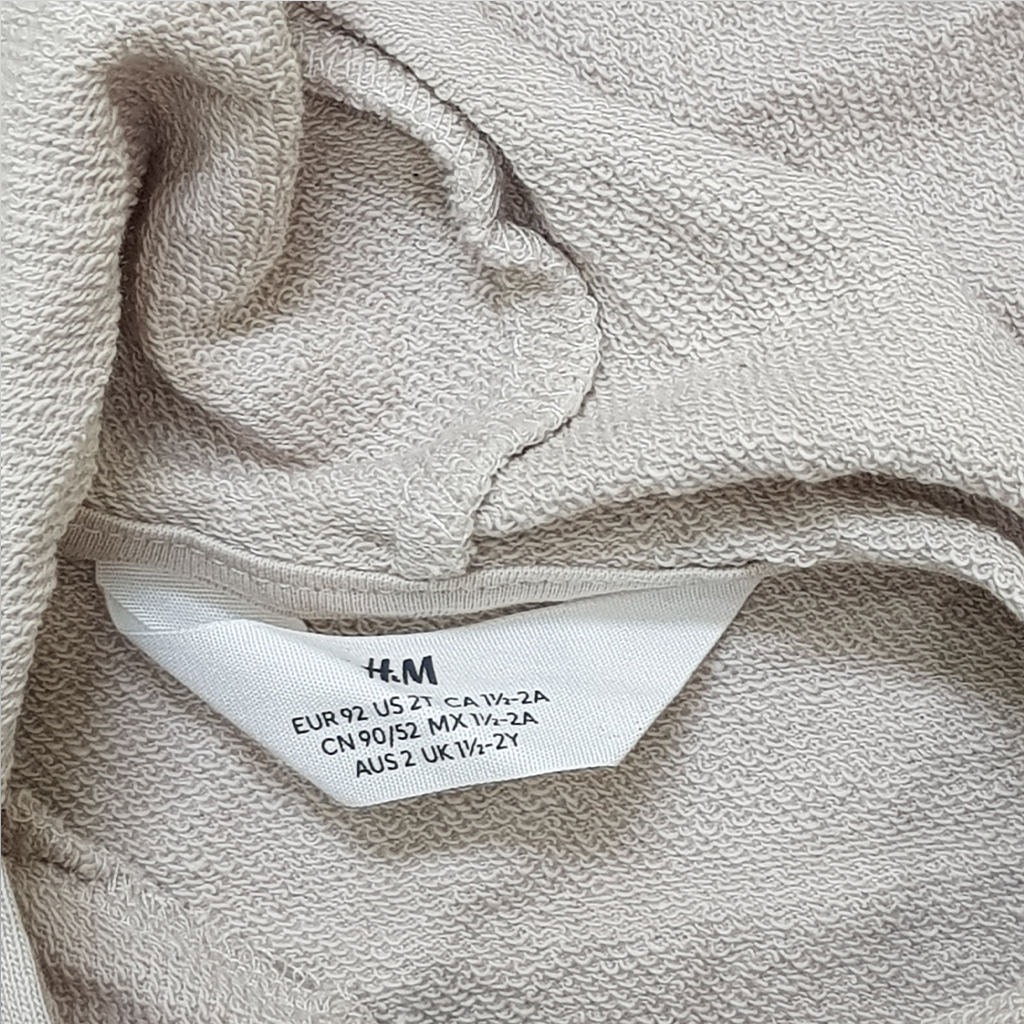 H&M
EUR 92 US 2T CA 1½-2A
CN 90/52 MX 1½-2A
AUS 2 UK 1½-2Y